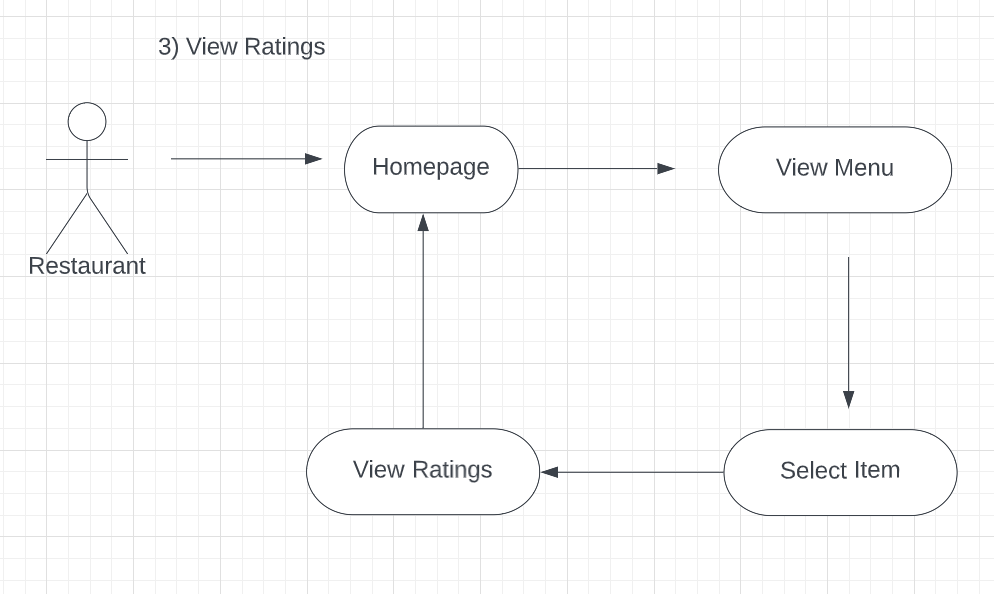 3) View Ratings
Homepage
View Menu
Restaurant
View Ratings
Select Item